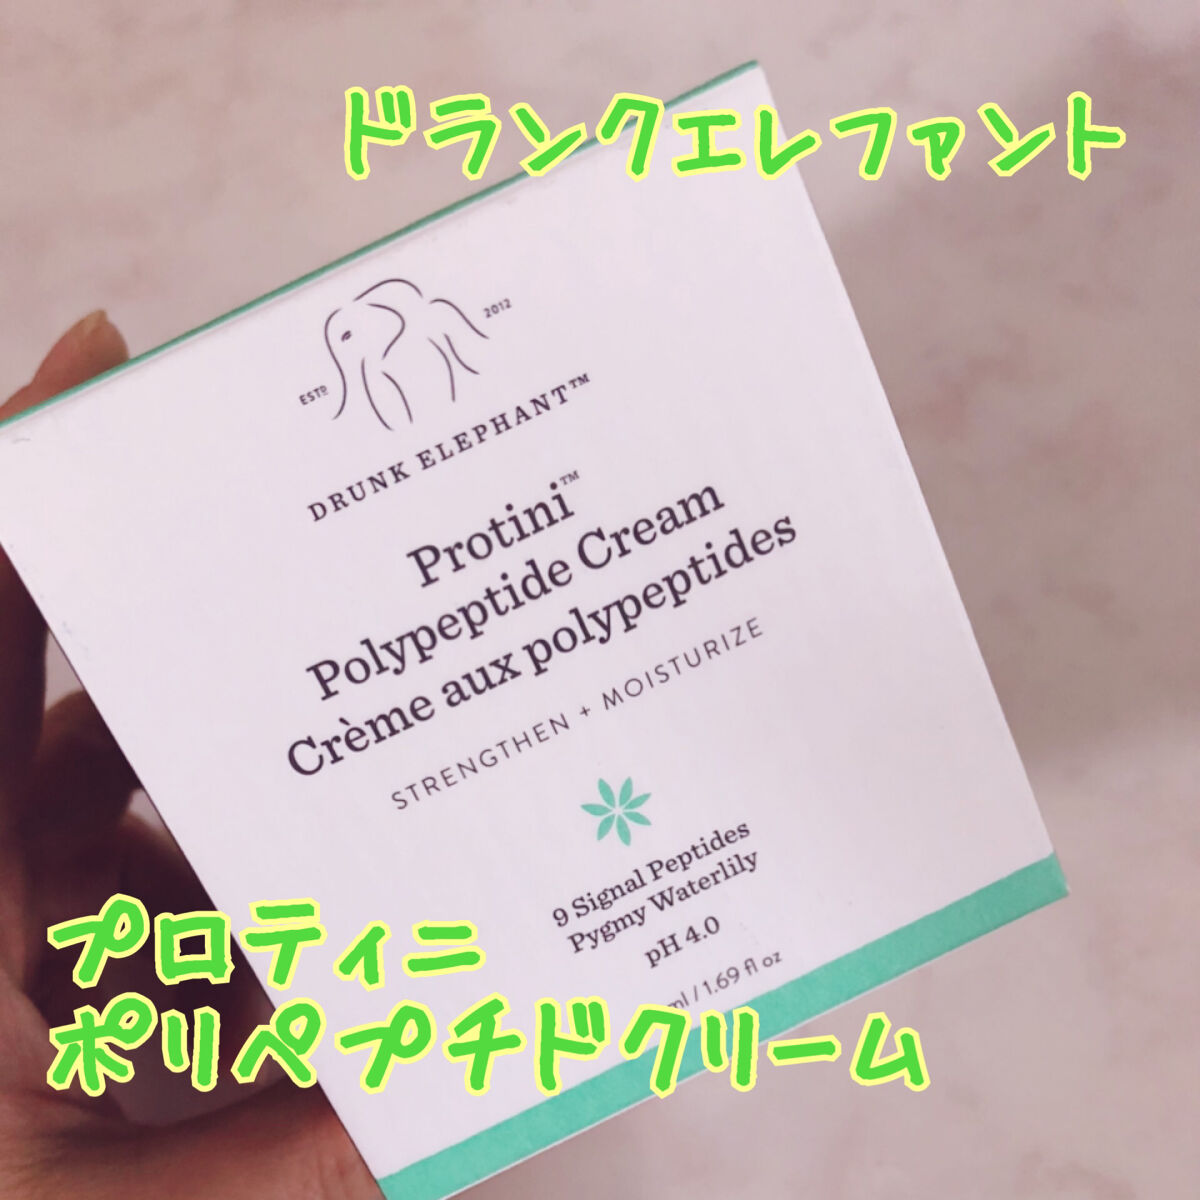 ドランクエレファント
2012
ESTD
DRUNK ELEPHANT™
Protini™
Polypeptide Cream
Crème aux polypeptides
STRENGTHEN + MOISTURIZE
9 Signal Peptides
Pygmy Waterlily
pH 4.0
ml / 1.69 fl oz
プロティニ
ポリペプチドクリーム